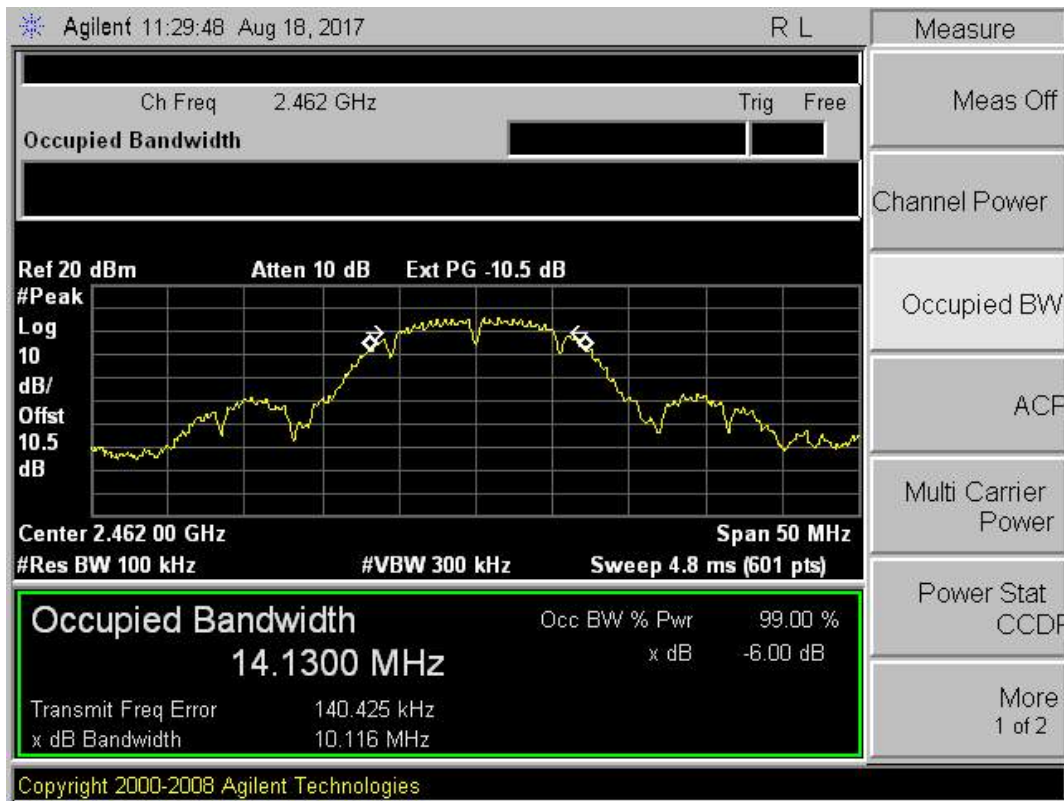 Agilent 11:29:48 Aug 18, 2017 R L
Measure
Ch Freq 2.462 GHz Trig Free
Occupied Bandwidth
Meas Off
Channel Power
Occupied BW
ACP
Multi Carrier
Power
Power Stat
CCDF
More
1 of 2
Ref 20 dBm Atten 10 dB Ext PG -10.5 dB
#Peak
Log
10
dB/
Offst
10.5
dB
Center 2.462 00 GHz Span 50 MHz
#Res BW 100 kHz #VBW 300 kHz Sweep 4.8 ms (601 pts)
Occupied Bandwidth
14.1300 MHz
Occ BW % Pwr 99.00 %
x dB -6.00 dB
Transmit Freq Error 140.425 kHz
x dB Bandwidth 10.116 MHz
Copyright 2000-2008 Agilent Technologies